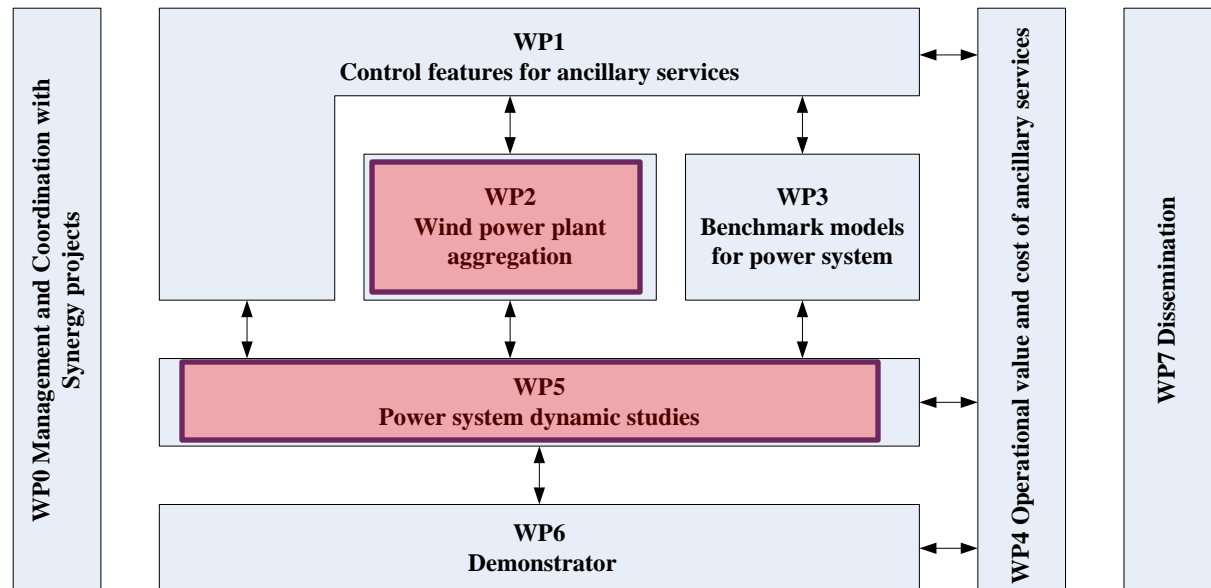 WP0 Management and Coordination with
Synergy projects
WP1
Control features for ancillary services
WP2
Wind power plant
aggregation
WP3
Benchmark models
for power system
WP5
Power system dynamic studies
WP6
Demonstrator
WP4 Operational value and cost of ancillary services
WP7 Dissemination